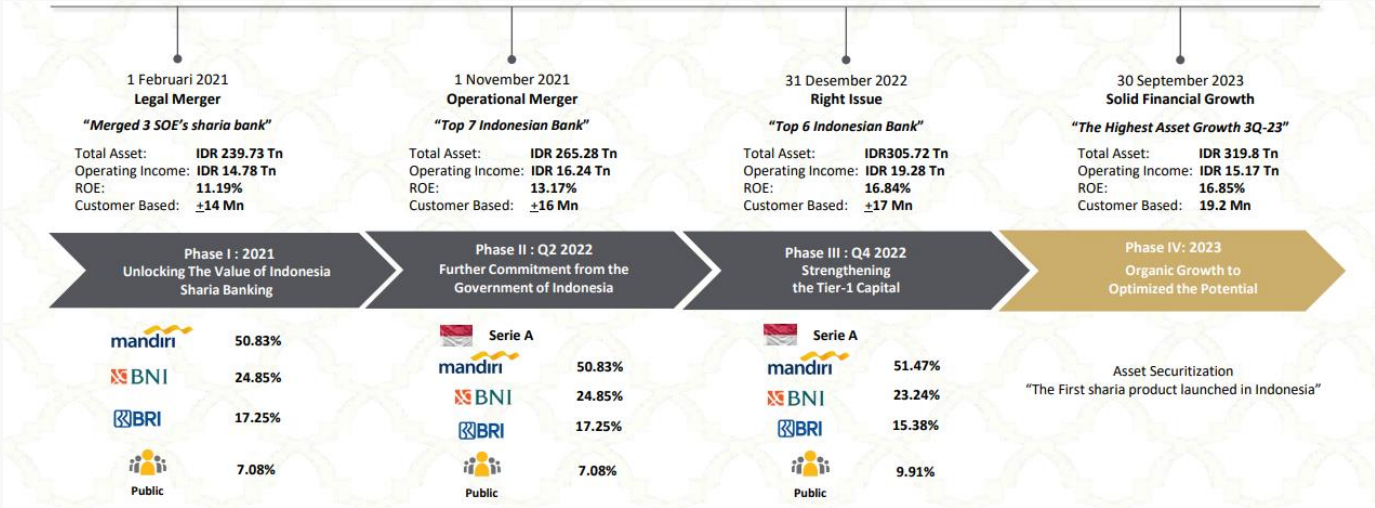 1 Februari 2021
Legal Merger
“Merged 3 SOE’s sharia bank”
Total Asset: IDR 239.73 Tn
Operating Income: IDR 14.78 Tn
ROE: 11.19%
Customer Based: ±14 Mn
1 November 2021
Operational Merger
“Top 7 Indonesian Bank”
Total Asset: IDR 265.28 Tn
Operating Income: IDR 16.24 Tn
ROE: 13.17%
Customer Based: ±16 Mn
31 Desember 2022
Right Issue
“Top 6 Indonesian Bank”
Total Asset: IDR305.72 Tn
Operating Income: IDR 19.28 Tn
ROE: 16.84%
Customer Based: ±17 Mn
30 September 2023
Solid Financial Growth
“The Highest Asset Growth 3Q-23”
Total Asset: IDR 319.8 Tn
Operating Income: IDR 15.17 Tn
ROE: 16.85%
Customer Based: 19.2 Mn
Phase I : 2021
Unlocking The Value of Indonesia
Sharia Banking
Phase II : Q2 2022
Further Commitment from the
Government of Indonesia
Phase III : Q4 2022
Strengthening
the Tier-1 Capital
Phase IV: 2023
Organic Growth to
Optimized the Potential
mandiri 50.83%
BNI 24.85%
BRI 17.25%
7.08%
Public
Serie A
mandiri 50.83%
BNI 24.85%
BRI 17.25%
7.08%
Public
Serie A
mandiri 51.47%
BNI 23.24%
BRI 15.38%
9.91%
Public
Asset Securitization
“The First sharia product launched in Indonesia”